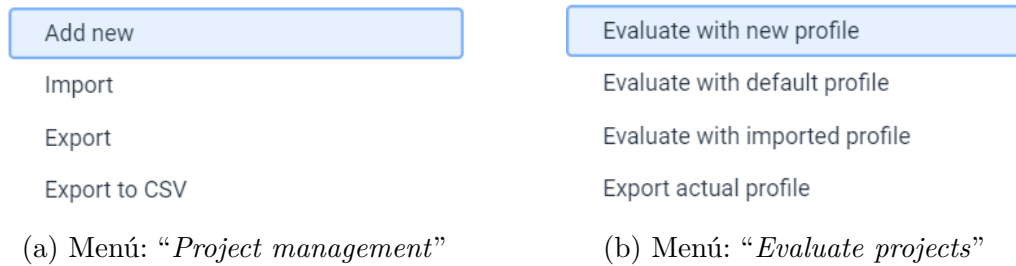 Add new
Import
Export
Export to CSV
(a) Menú: “Project management”
Evaluate with new profile
Evaluate with default profile
Evaluate with imported profile
Export actual profile
(b) Menú: “Evaluate projects”